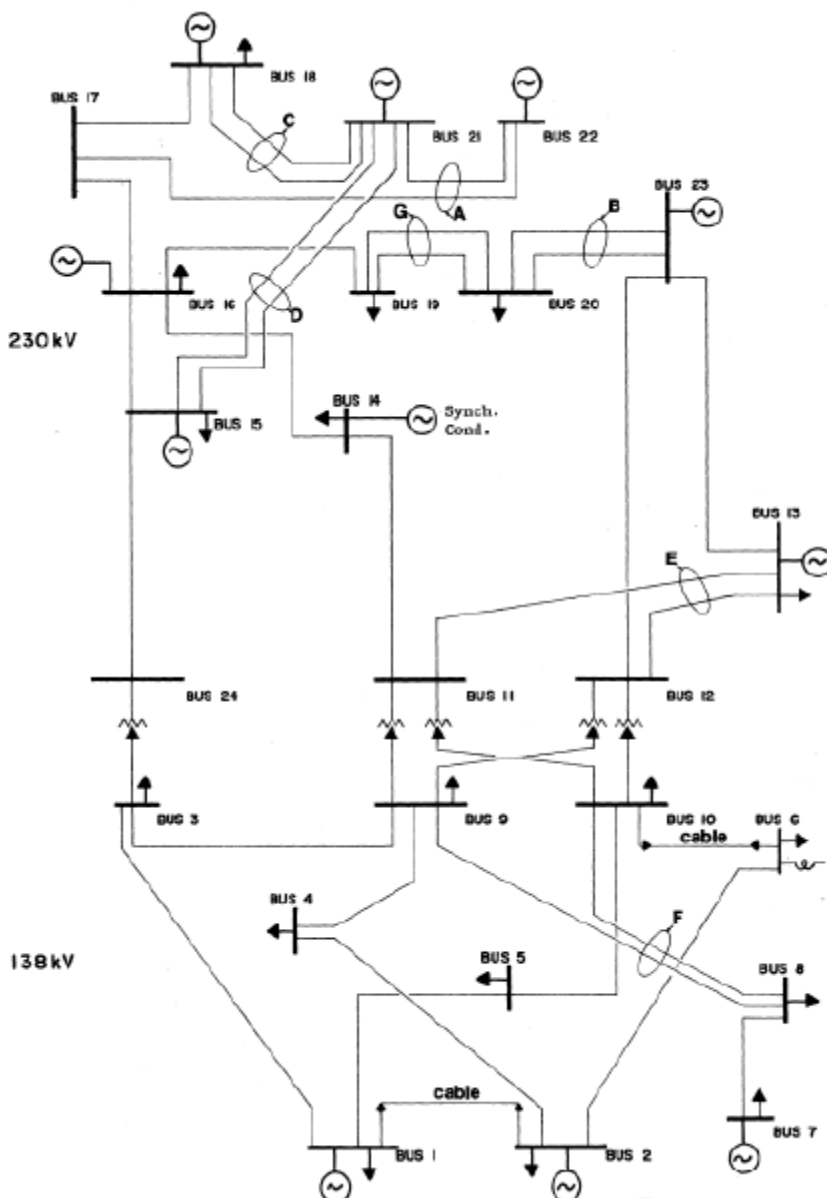 BUS 18
BUS 17
C
BUS 21
BUS 22
BUS 23
A
G
B
BUS 16
D
BUS 19
BUS 20
230kV
BUS 14
Synch.
Cond.
BUS 15
BUS 13
E
BUS 24
BUS 11
BUS 12
BUS 3
BUS 9
BUS 10
BUS 6
cable
BUS 4
F
138kV
BUS 5
BUS 8
cable
BUS 1
BUS 2
BUS 7